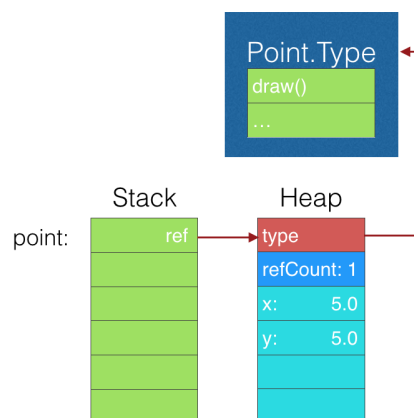 Point.Type
draw()
...
Stack Heap
point: ref type
refCount: 1
x: 5.0
y: 5.0